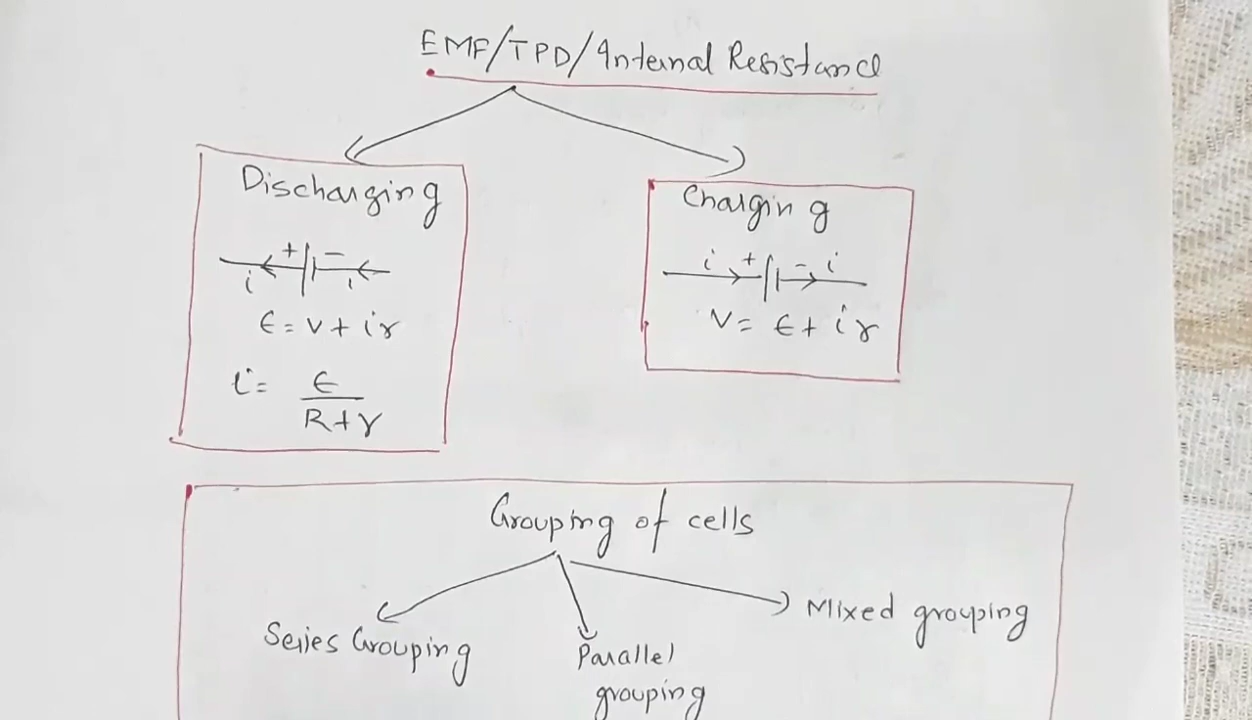 EMF/TPD/Internal Resistance
Discharging
+ -
i i
ϵ = v + ir
i = ϵ / R+r
Charging
i + - i
V = ϵ + ir
Grouping of cells
Series Grouping
Parallel
grouping
Mixed grouping